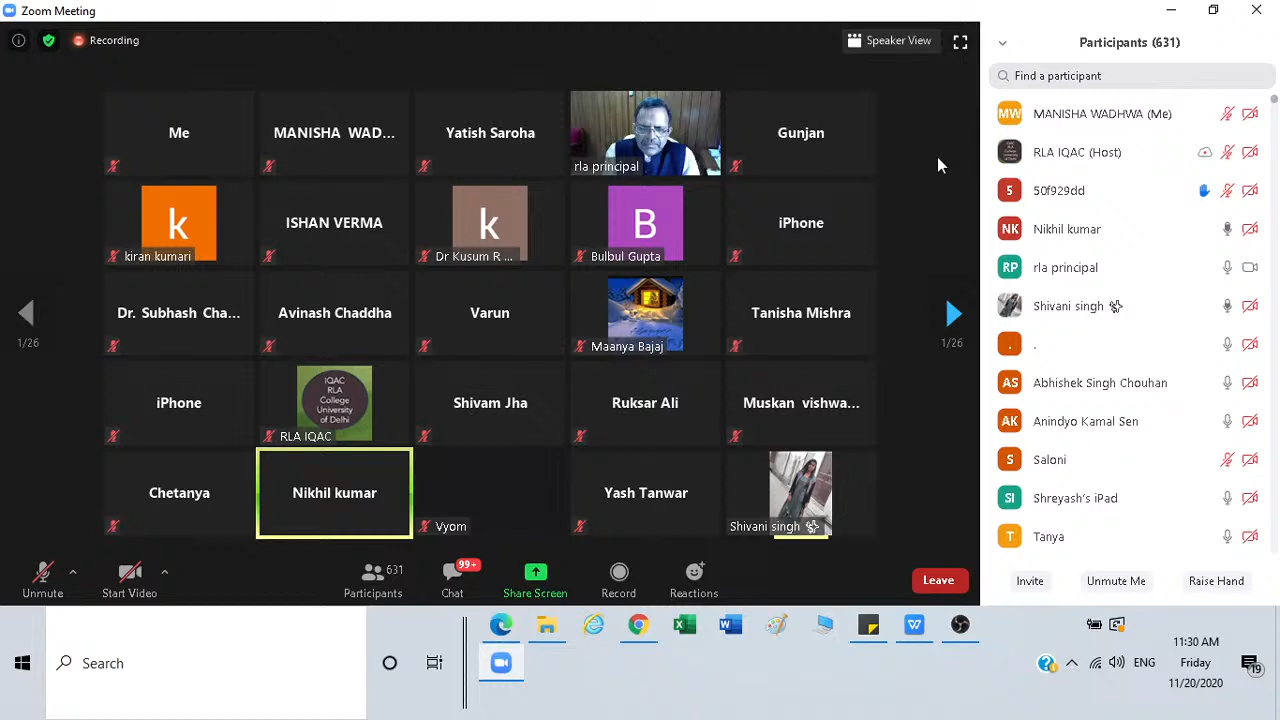 Zoom Meeting
Recording
Speaker View
Participants (631)
Find a participant
Me
MANISHA WAD...
Yatish Saroha
rla principal
Gunjan
k
kiran kumari
ISHAN VERMA
k
Dr Kusum R ...
B
Bulbul Gupta
iPhone
Dr. Subhash Cha...
Avinash Chaddha
Varun
Maanya Bajaj
Tanisha Mishra
iPhone
IQAC
RLA
College
University
of Delhi
RLA IQAC
Shivam Jha
Ruksar Ali
Muskan vishwa...
Chetanya
Nikhil kumar
Vyom
Yash Tanwar
Shivani singh
1/26
1/26
MW MANISHA WADHWA (Me)
RLA IQAC (Host)
5 50f929dd
NK Nikhil kumar
RP rla principal
Shivani singh
. .
AS Abhishek Singh Chouhan
AK Anindyo Kamal Sen
S Saloni
SI Shreyash's iPad
T Tanya
Unmute
Start Video
631
Participants
99+
Chat
Share Screen
Record
Reactions
Leave
Invite
Unmute Me
Raise Hand
Search
ENG
11:30 AM
Friday
11/20/2020
19